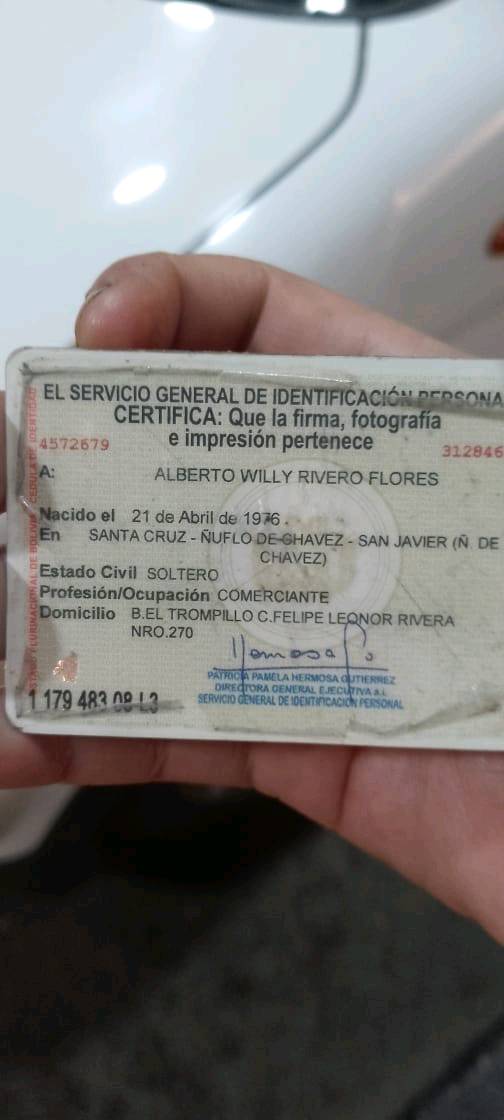 EL SERVICIO GENERAL DE IDENTIFICACIÓN PERSONA
CERTIFICA: Que la firma, fotografía
e impresión pertenece
4572679
312846
A: ALBERTO WILLY RIVERO FLORES
Nacido el 21 de Abril de 1976
En SANTA CRUZ - ÑUFLO DE CHAVEZ - SAN JAVIER (Ñ. DE
CHAVEZ)
Estado Civil SOLTERO
Profesión/Ocupación COMERCIANTE
Domicilio B.EL TROMPILLO C.FELIPE LEONOR RIVERA
NRO.270
PATRICIA PAMELA HERMOSA GUTIERREZ
DIRECTORA GENERAL EJECUTIVA a.i.
SERVICIO GENERAL DE IDENTIFICACIÓN PERSONAL
1 179 483 08 L3
PLURINACIONAL DE BOLIVIA CEDULA DE IDENTIDAD